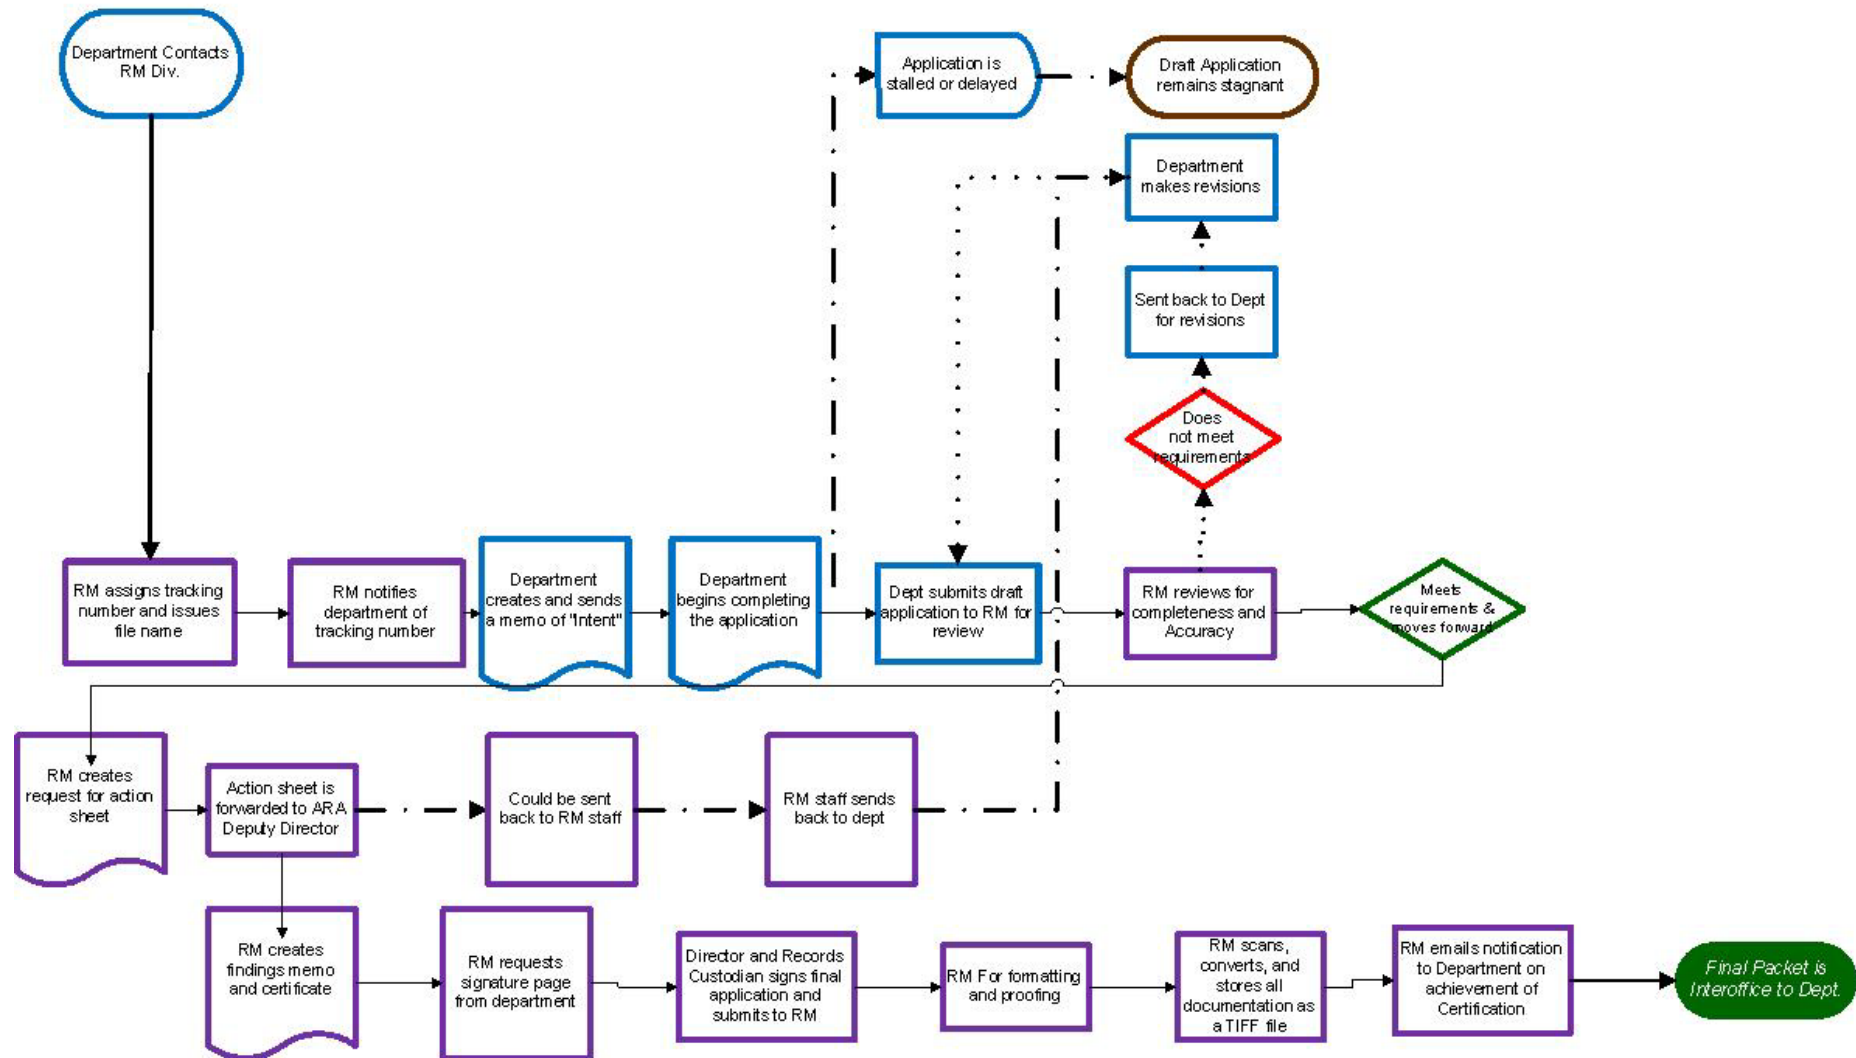 Department Contacts
RM Div.
Application is
stalled or delayed
Draft Application
remains stagnant
Department
makes revisions
Sent back to Dept
for revisions
Does
not meet
requirements
RM assigns tracking
number and issues
file name
RM notifies
department of
tracking number
Department
creates and sends
a memo of "Intent"
Department
begins completing
the application
Dept submits draft
application to RM for
review
RM reviews for
completeness and
Accuracy
Meets
requirements &
moves forward
RM creates
request for action
sheet
Action sheet is
forwarded to ARA
Deputy Director
Could be sent
back to RM staff
RM staff sends
back to dept
RM creates
findings memo
and certificate
RM requests
signature page
from department
Director and Records
Custodian signs final
application and
submits to RM
RM For formatting
and proofing
RM scans,
converts, and
stores all
documentation as
a TIFF file
RM emails notification
to Department on
achievement of
Certification
Final Packet is
Interoffice to Dept.